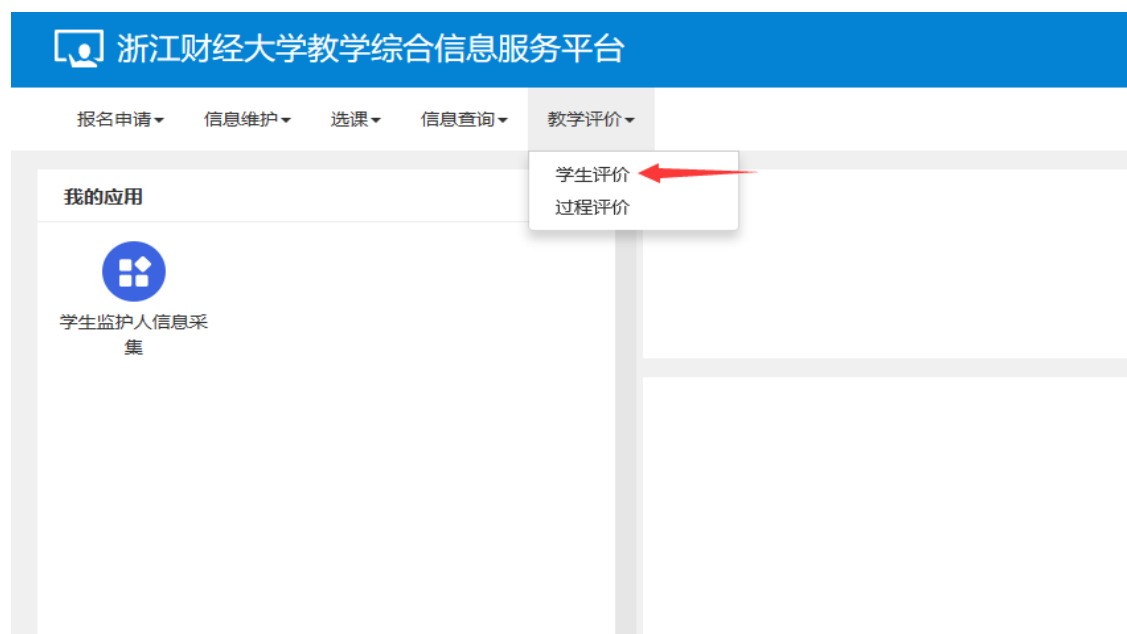 浙江财经大学教学综合信息服务平台
报名申请 信息维护 选课 信息查询 教学评价
学生评价
过程评价
我的应用
学生监护人信息采
集